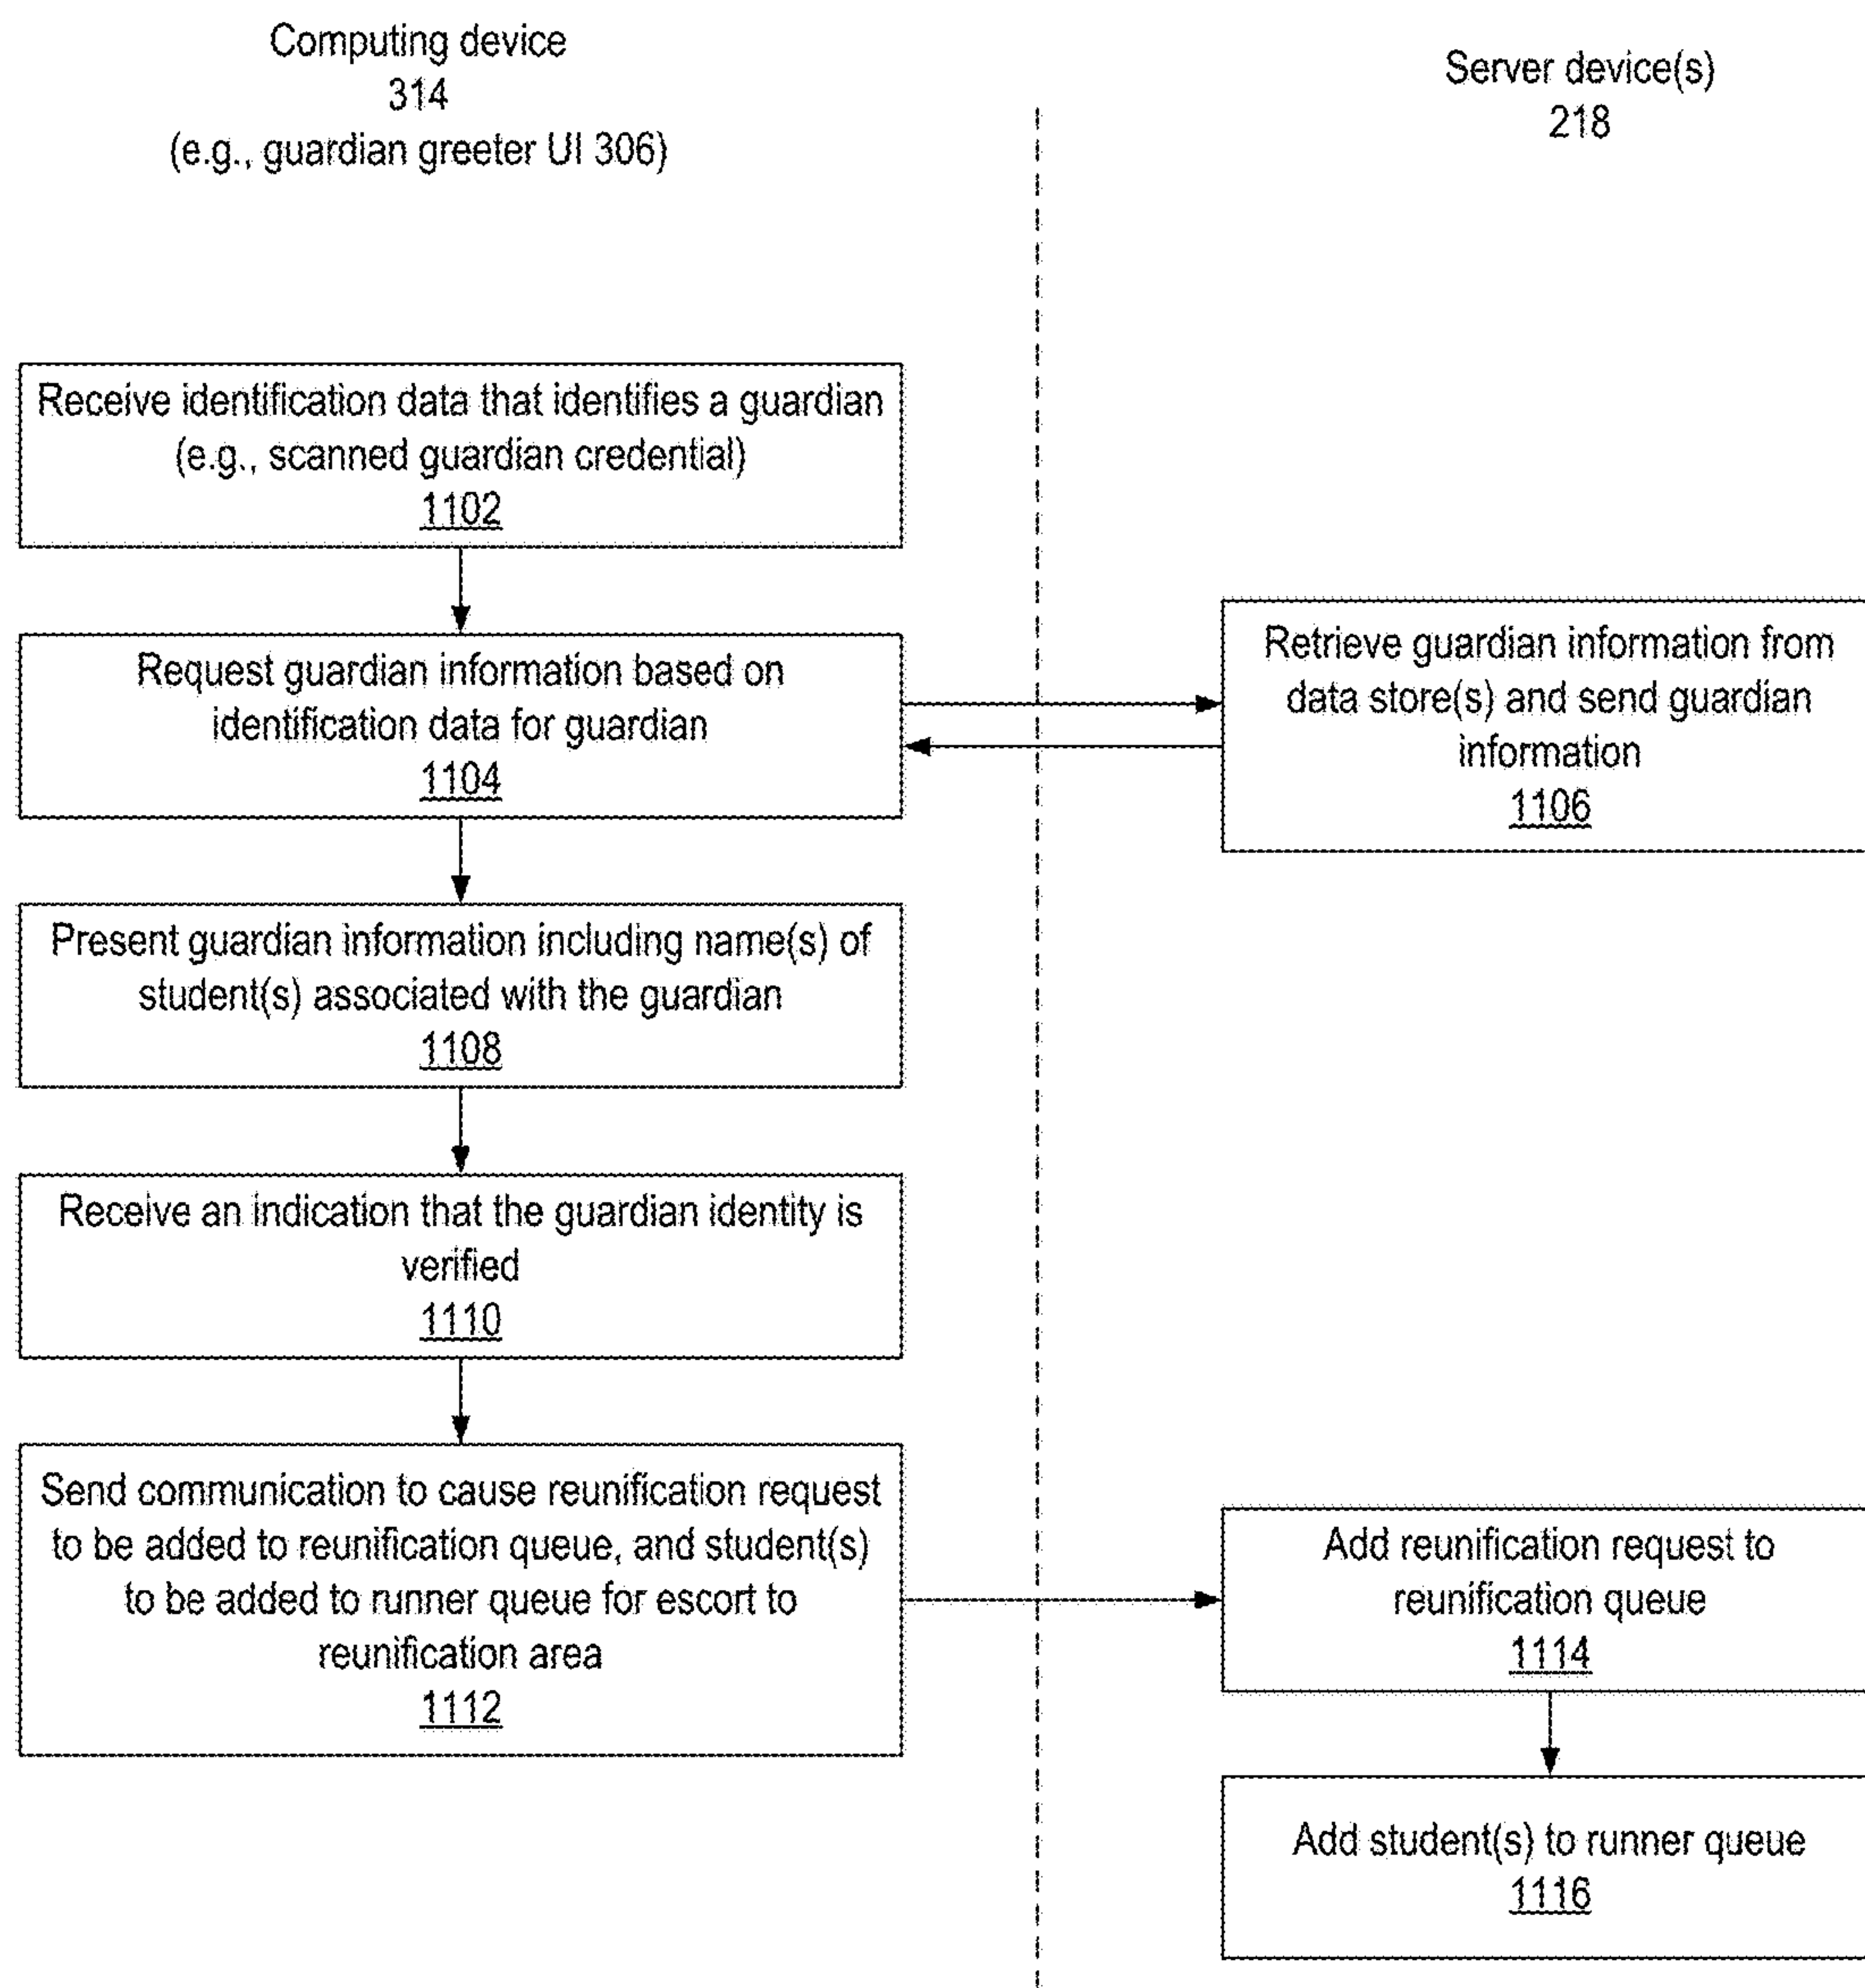 Computing device
314
(e.g., guardian greeter UI 306)
Server device(s)
218
Receive identification data that identifies a guardian
(e.g., scanned guardian credential)
1102
Request guardian information based on
identification data for guardian
1104
Retrieve guardian information from
data store(s) and send guardian
information
1106
Present guardian information including name(s) of
student(s) associated with the guardian
1108
Receive an indication that the guardian identity is
verified
1110
Send communication to cause reunification request
to be added to reunification queue, and student(s)
to be added to runner queue for escort to
reunification area
1112
Add reunification request to
reunification queue
1114
Add student(s) to runner queue
1116